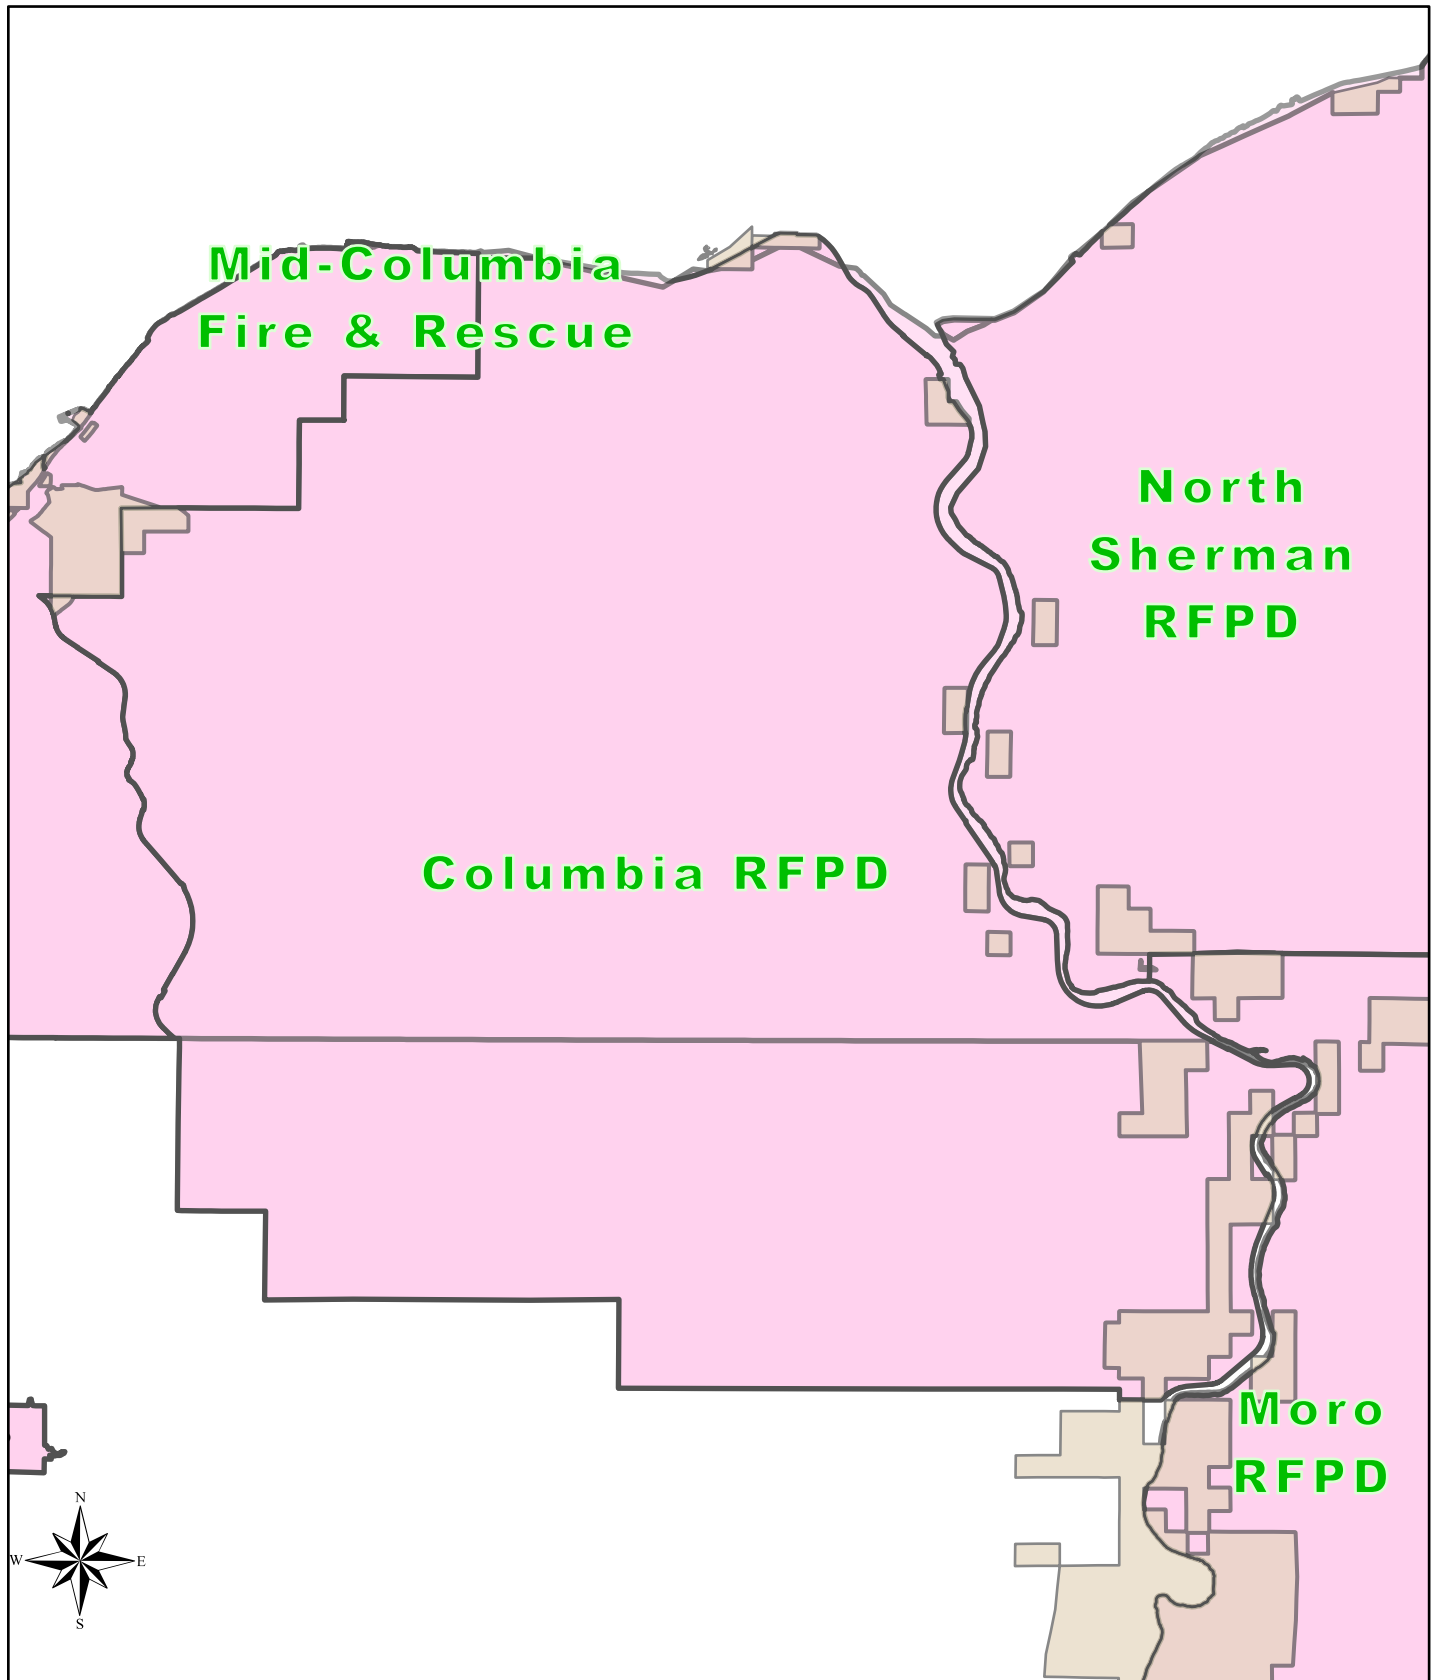 Mid-Columbia
Fire & Rescue
North
Sherman
RFPD
Columbia RFPD
Moro
RFPD
N
W E
S